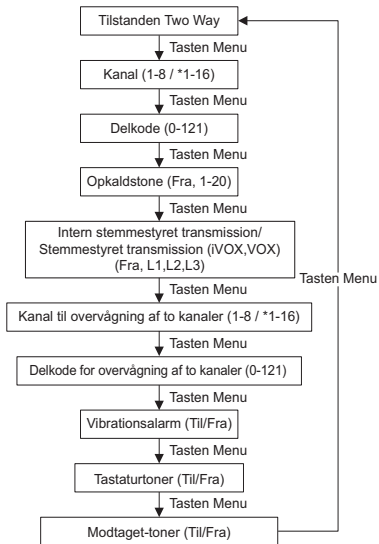 Tilstanden Two Way
Tasten Menu
Kanal (1-8 / *1-16)
Tasten Menu
Delkode (0-121)
Tasten Menu
Opkaldstone (Fra, 1-20)
Tasten Menu
Intern stemmestyret transmission/
Stemmestyret transmission (iVOX,VOX)
(Fra, L1,L2,L3)
Tasten Menu
Tasten Menu
Kanal til overvågning af to kanaler (1-8 / *1-16)
Tasten Menu
Delkode for overvågning af to kanaler (0-121)
Tasten Menu
Vibrationsalarm (Til/Fra)
Tasten Menu
Tastaturtoner (Til/Fra)
Tasten Menu
Modtaget-toner (Til/Fra)